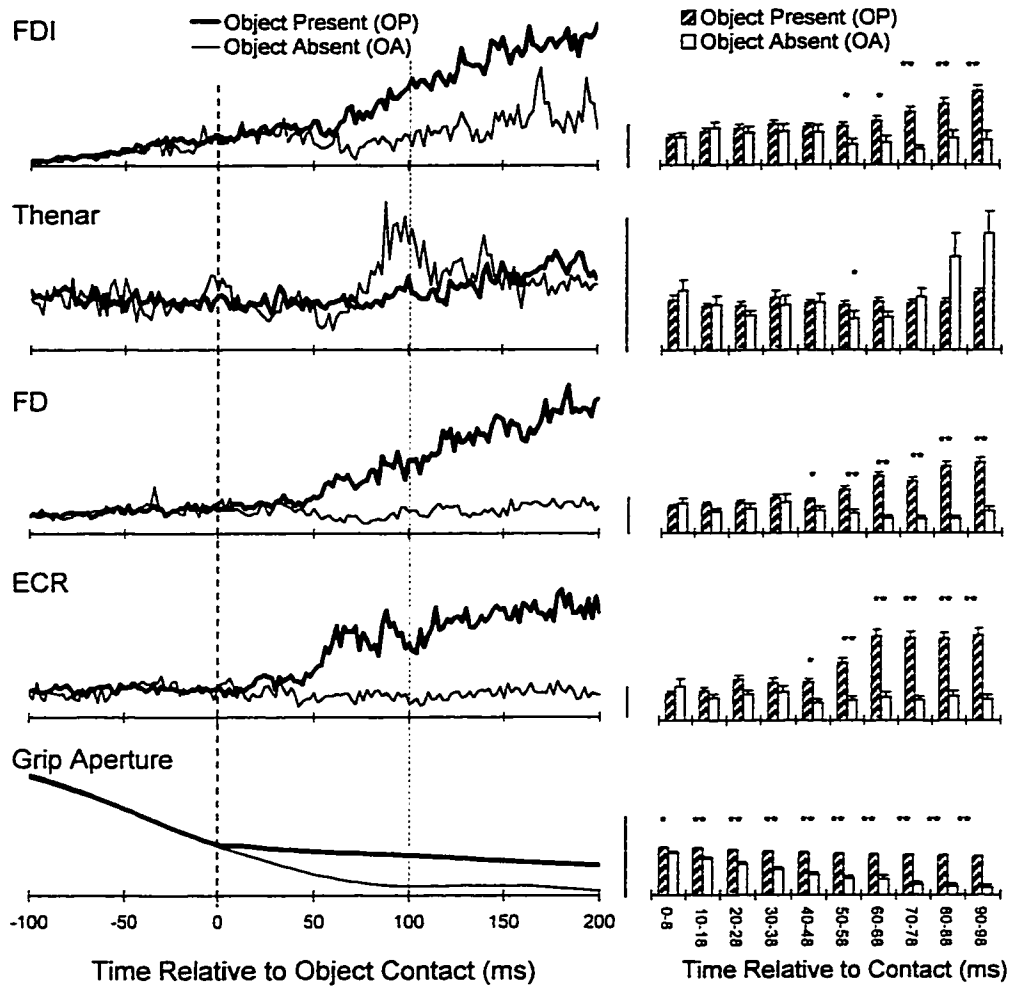 FDI
Object Present (OP)
Object Absent (OA)
Object Present (OP)
Object Absent (OA)
Thenar
FD
ECR
Grip Aperture
-100 -50 0 50 100 150 200
Time Relative to Object Contact (ms)
0-8 10-18 20-28 30-38 40-48 50-58 60-68 70-78 80-88 90-98
Time Relative to Contact (ms)